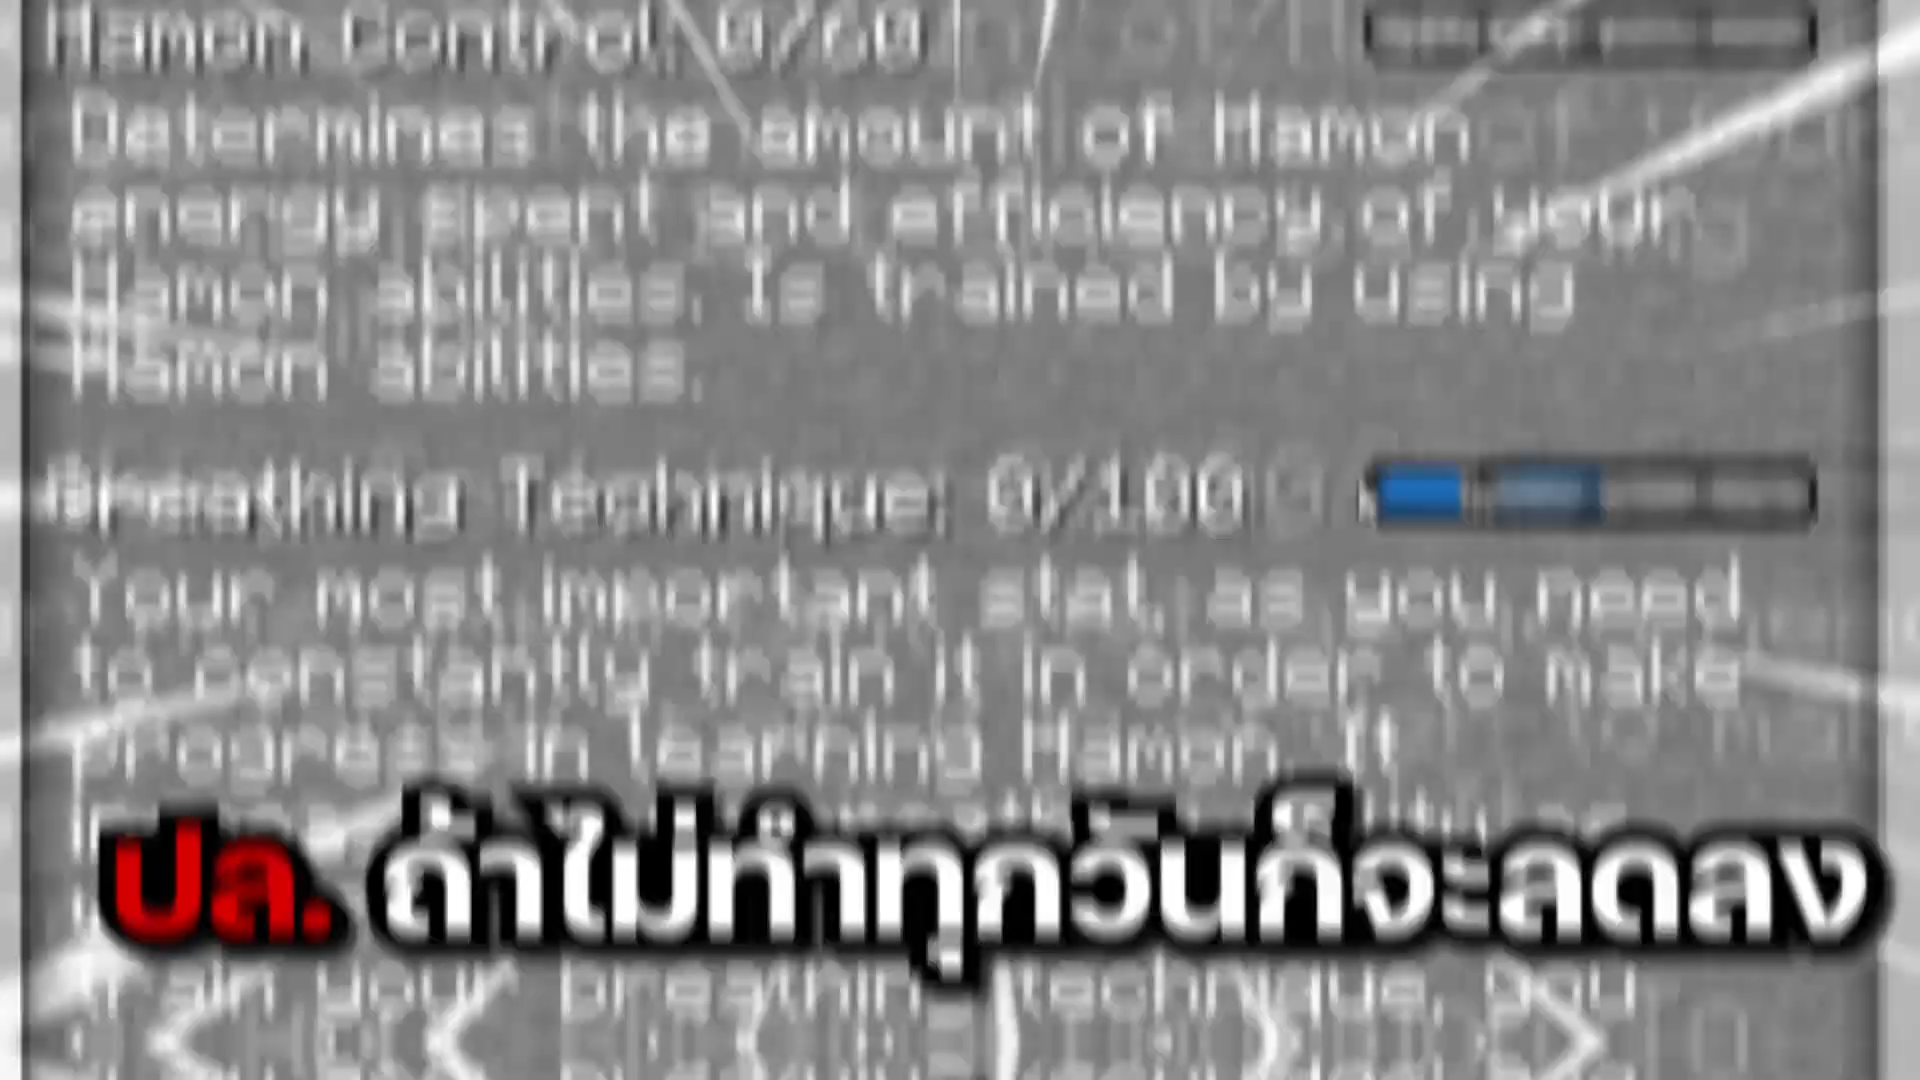 Hamon Control: 0/60
Determines the amount of Hamon
energy spent and efficiency of your
Hamon abilities. Is trained by using
Hamon abilities.
Breathing Technique: 0/100
Your most important stat, as you need
to constantly train it in order to make
progress in learning Hamon. It
ปล. ถ้าไม่ทำทุกวันก็จะลดลง
train your breathing technique, you